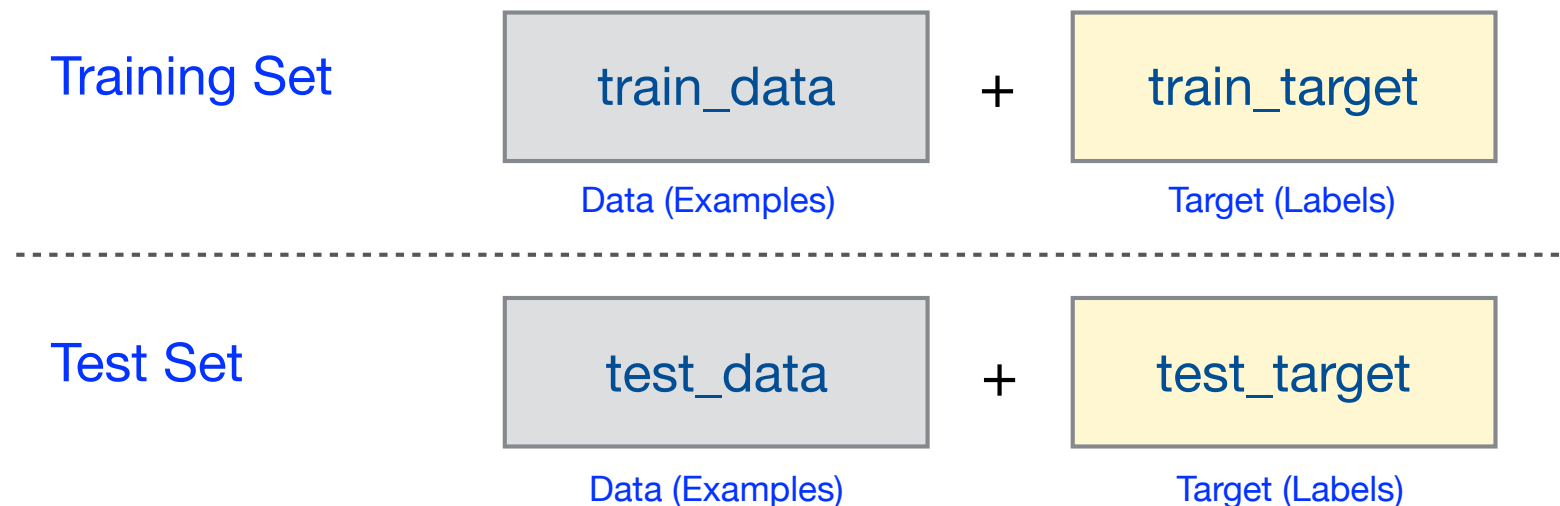 Training Set
train_data
+
train_target
Data (Examples)
Target (Labels)
Test Set
test_data
+
test_target
Data (Examples)
Target (Labels)